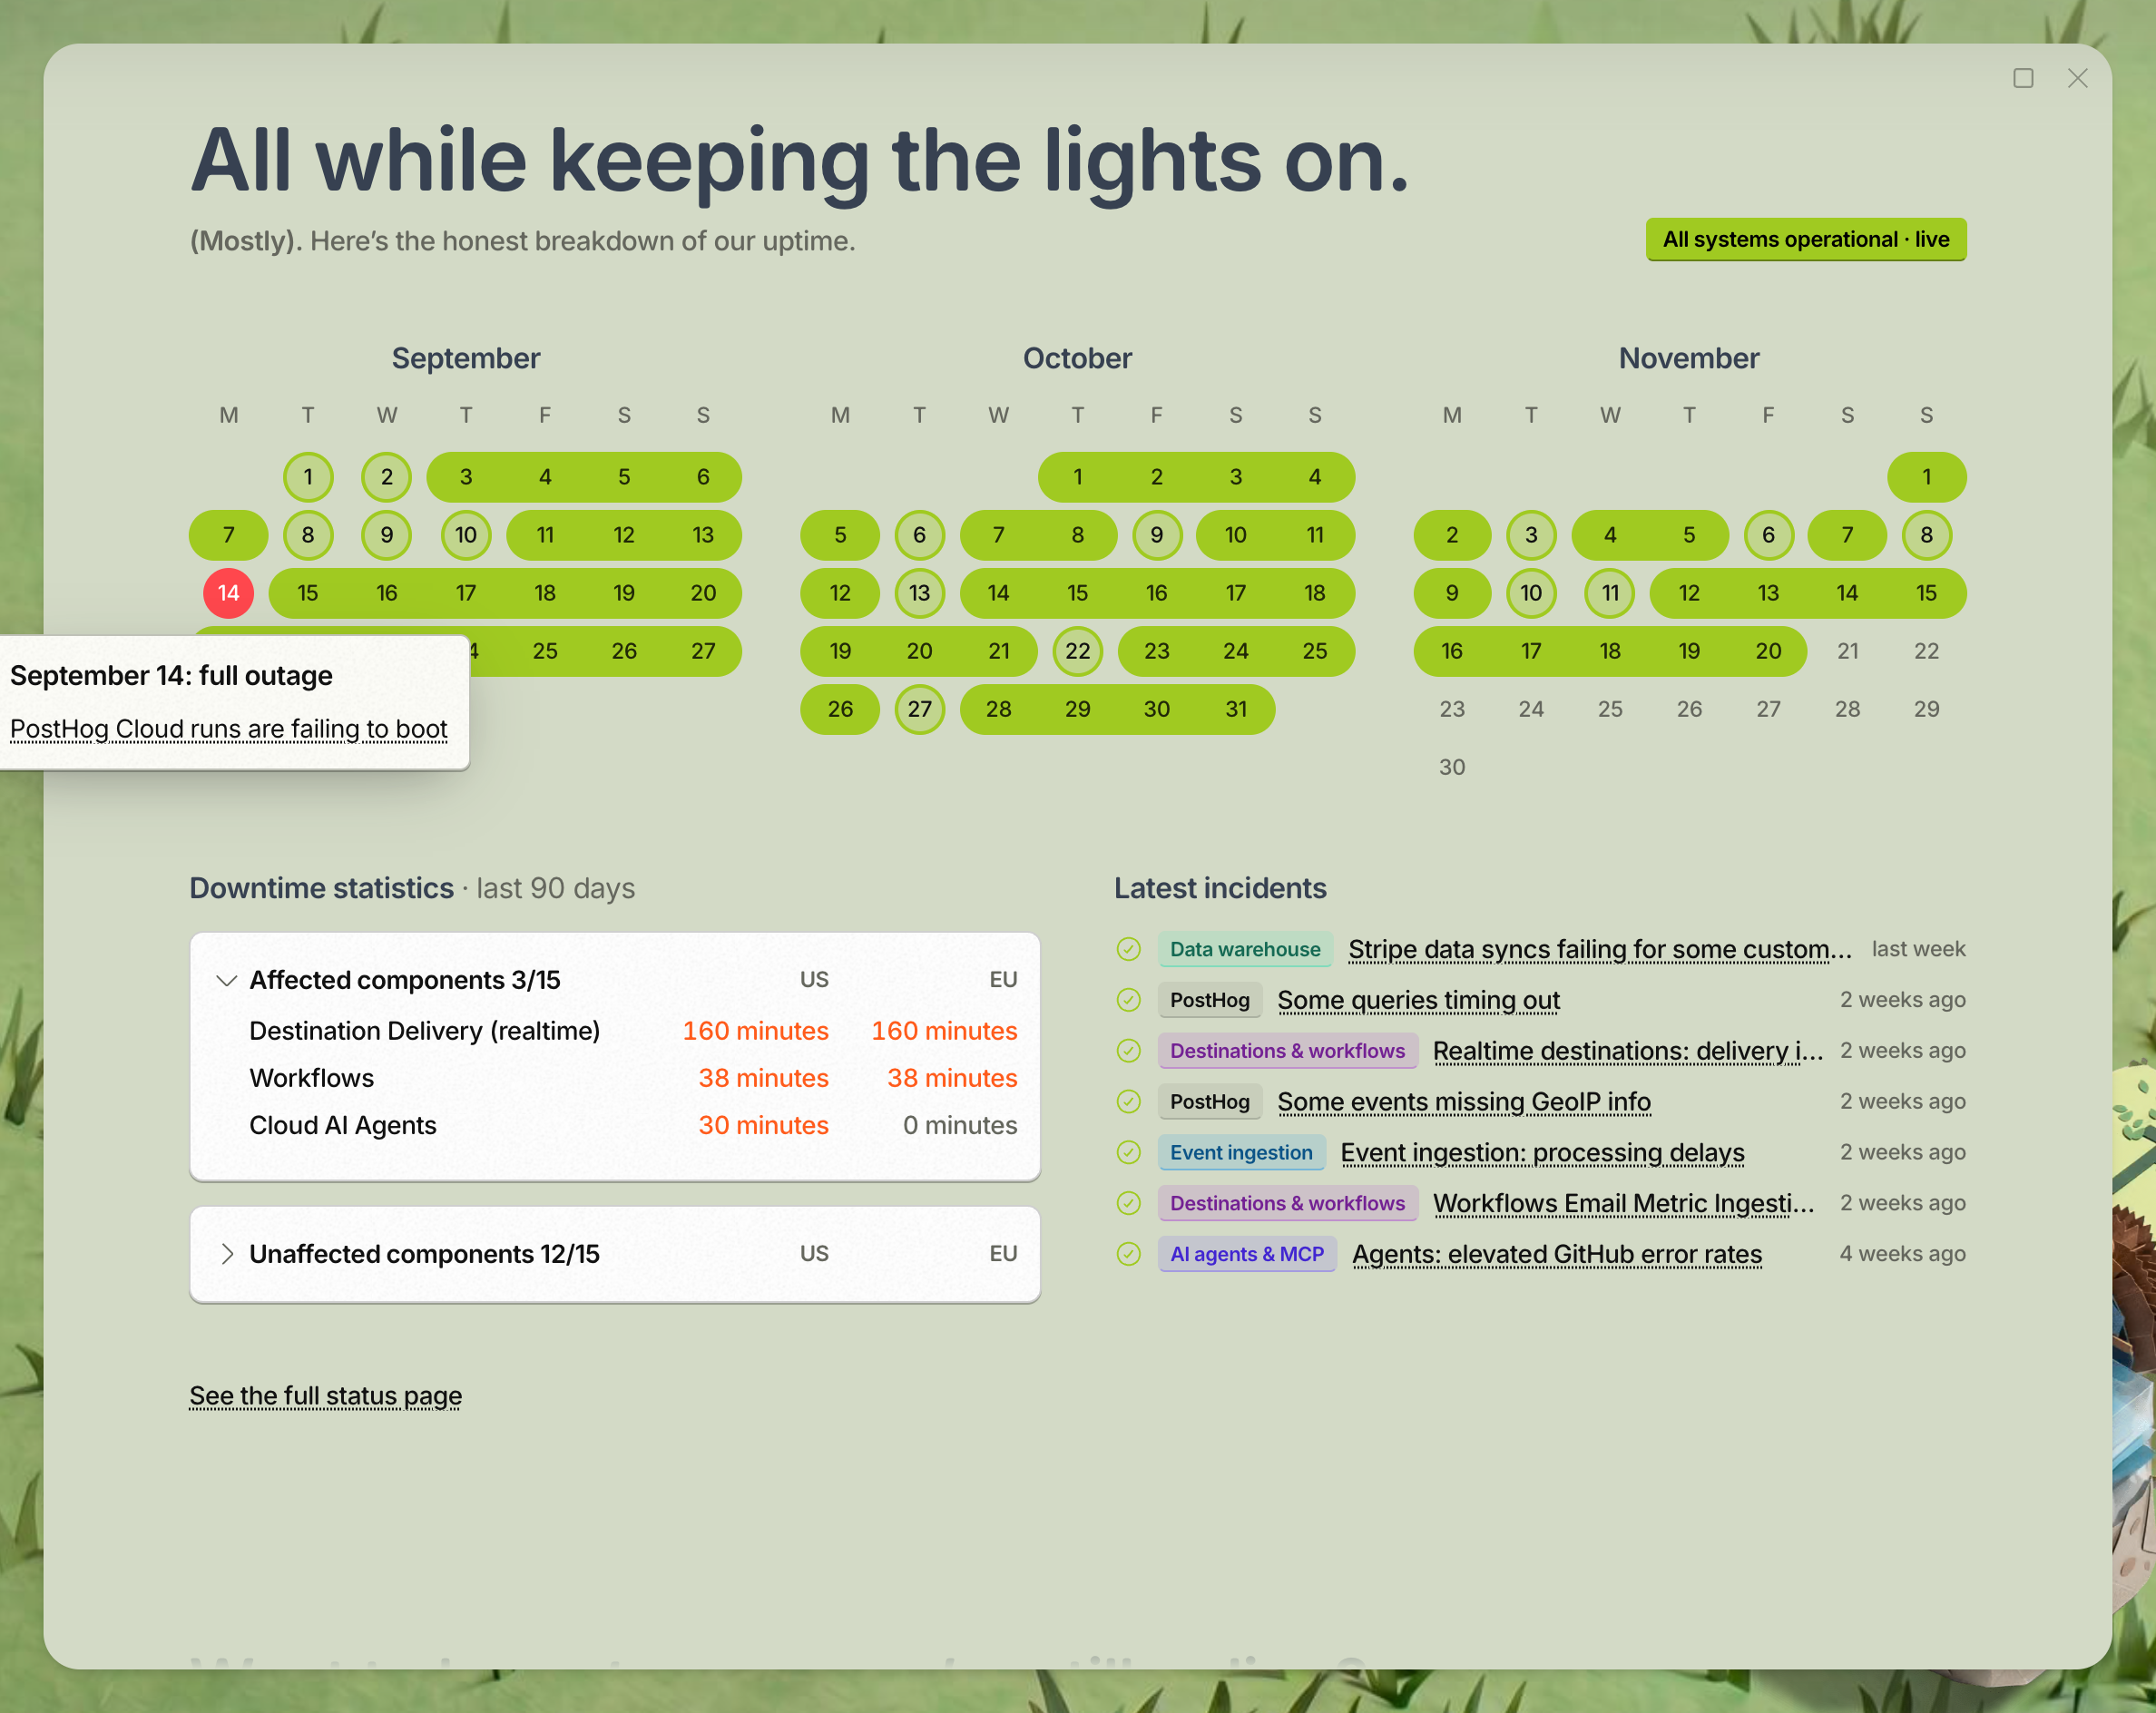 All while keeping the lights on.
(Mostly). Here's the honest breakdown of our uptime.
All systems operational · live
September
M T W T F S S
1 2 3 4 5 6
7 8 9 10 11 12 13
14 15 16 17 18 19 20
25 26 27
September 14: full outage
PostHog Cloud runs are failing to boot
October
M T W T F S S
1 2 3 4
5 6 7 8 9 10 11
12 13 14 15 16 17 18
19 20 21 22 23 24 25
26 27 28 29 30 31
November
M T W T F S S
1
2 3 4 5 6 7 8
9 10 11 12 13 14 15
16 17 18 19 20 21 22
23 24 25 26 27 28 29
30
Downtime statistics · last 90 days
Affected components 3/15 US EU
Destination Delivery (realtime) 160 minutes 160 minutes
Workflows 38 minutes 38 minutes
Cloud AI Agents 30 minutes 0 minutes
Unaffected components 12/15 US EU
Latest incidents
Data warehouse Stripe data syncs failing for some custom... last week
PostHog Some queries timing out 2 weeks ago
Destinations & workflows Realtime destinations: delivery i... 2 weeks ago
PostHog Some events missing GeoIP info 2 weeks ago
Event ingestion Event ingestion: processing delays 2 weeks ago
Destinations & workflows Workflows Email Metric Ingesti... 2 weeks ago
AI agents & MCP Agents: elevated GitHub error rates 4 weeks ago
See the full status page